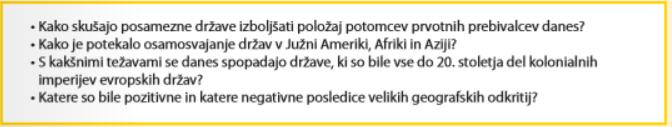 • Kako skušajo posamezne države izboljšati položaj potomcev prvotnih prebivalcev danes?
• Kako je potekalo osamosvajanje držav v Južni Ameriki, Afriki in Aziji?
• S kakšnimi težavami se danes spopadajo države, ki so bile vse do 20. stoletja del kolonialnih
imperijev evropskih držav?
• Katere so bile pozitivne in katere negativne posledice velikih geografskih odkritij?